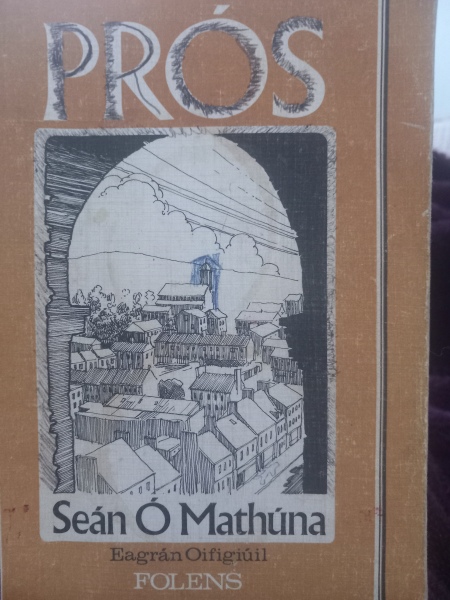 PRÓS
Seán Ó Mathúna
Eagrán Oifigiúil
FOLENS